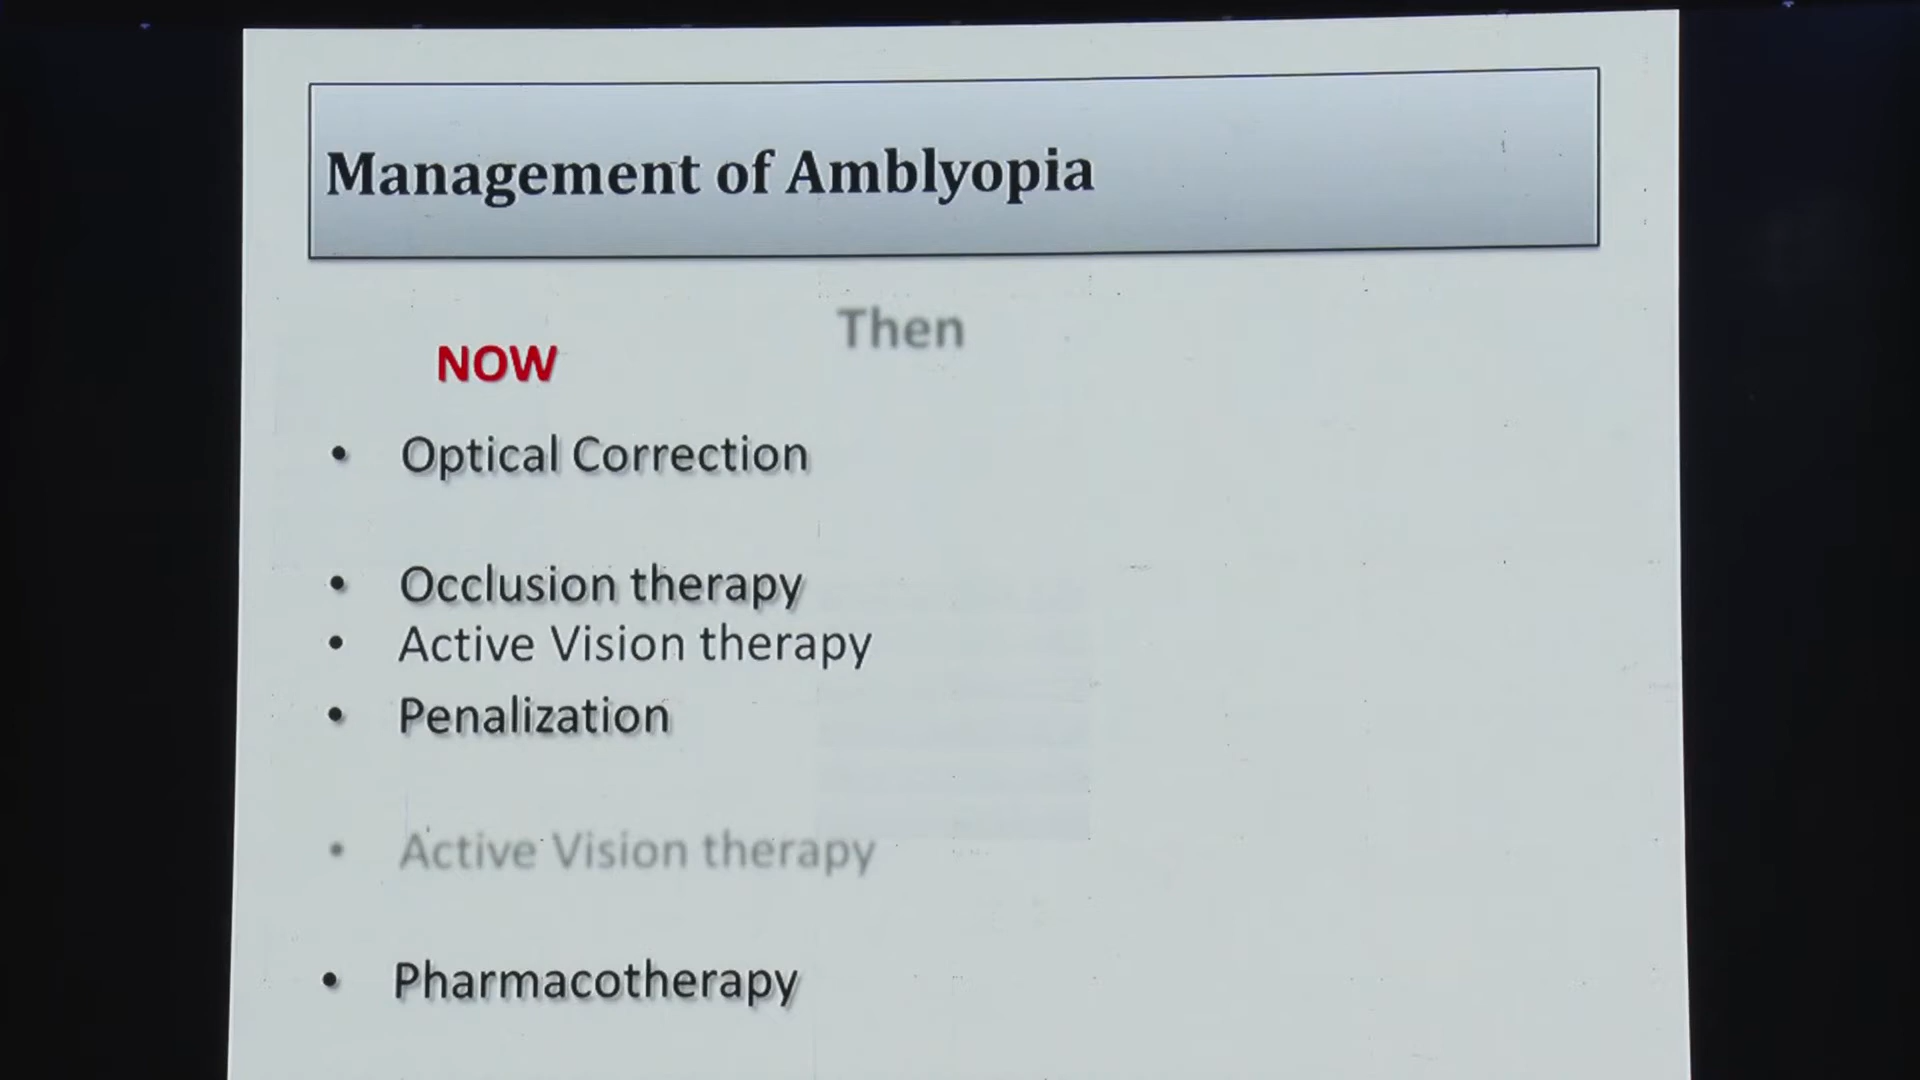 Management of Amblyopia
Then
NOW
• Optical Correction
• Occlusion therapy
• Active Vision therapy
• Penalization
• Active Vision therapy
• Pharmacotherapy